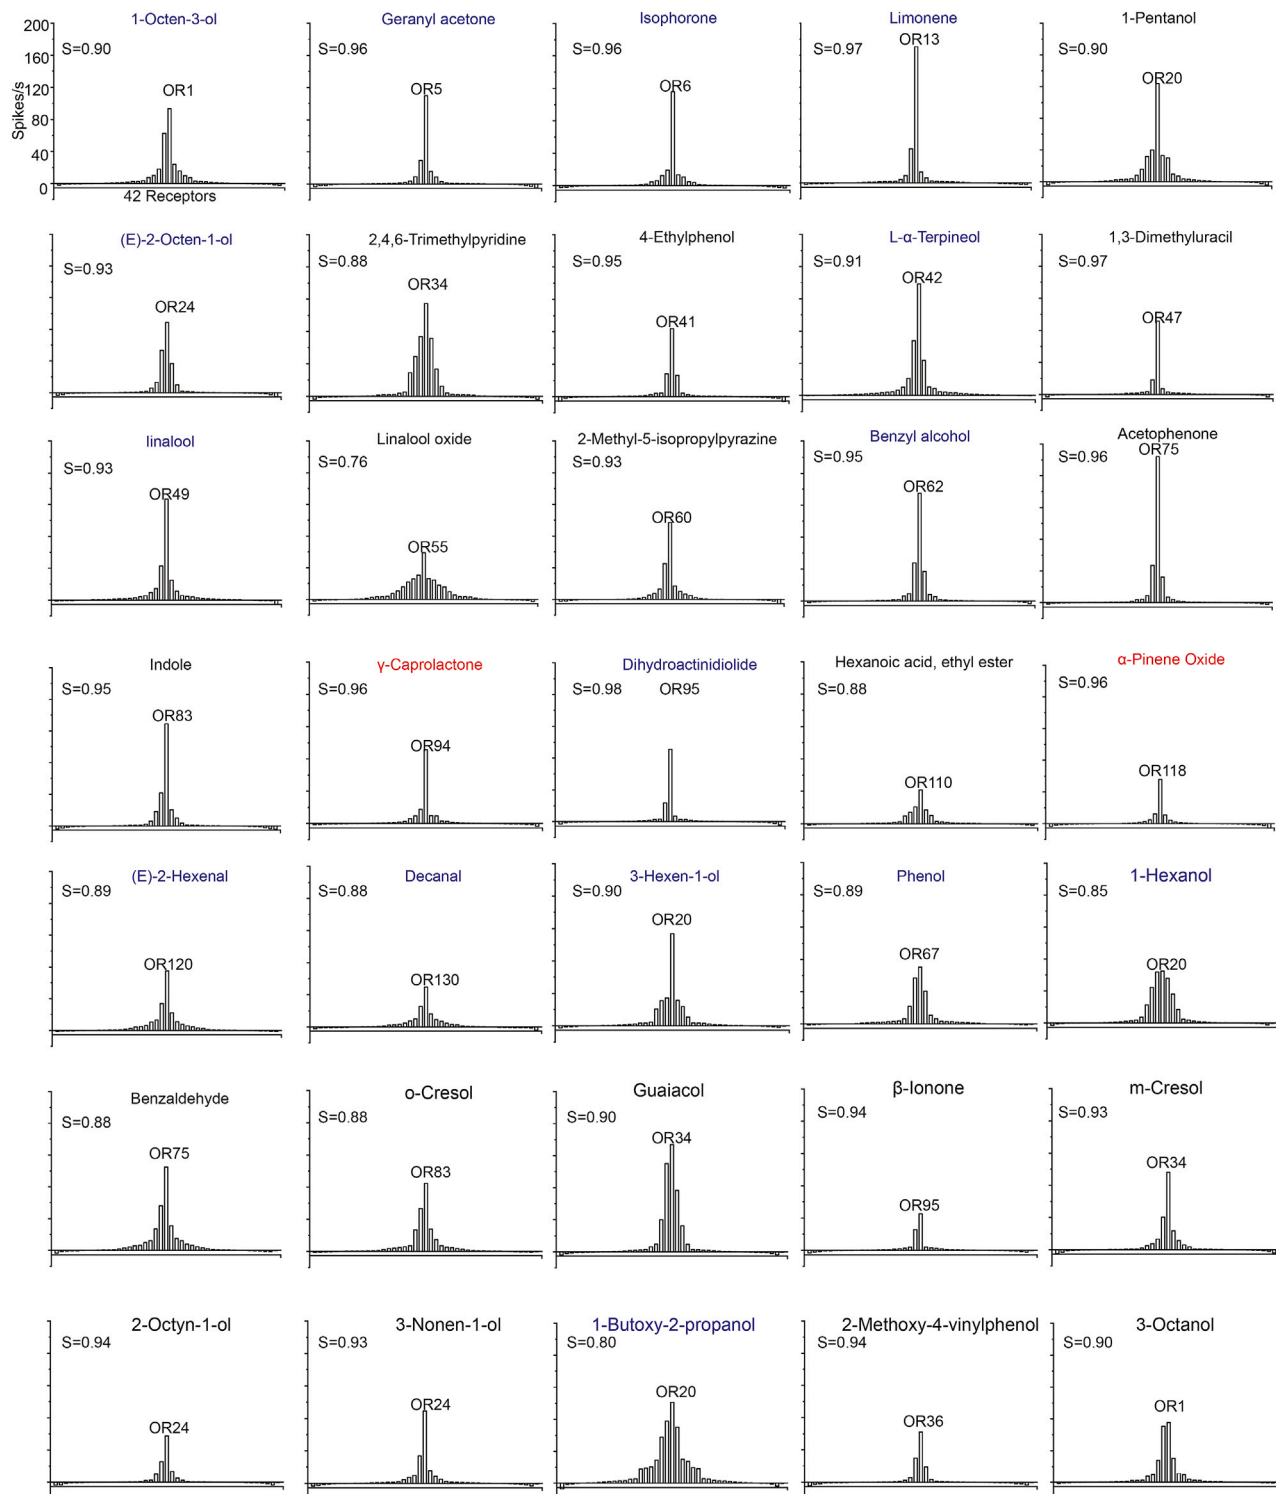 1-Octen-3-ol
Geranyl acetone
Isophorone
Limonene
1-Pentanol
200
160
120
80
40
0
Spikes/s
S=0.90
OR1
42 Receptors
S=0.96
OR5
S=0.96
OR6
S=0.97
OR13
S=0.90
OR20
(E)-2-Octen-1-ol
2,4,6-Trimethylpyridine
4-Ethylphenol
L-α-Terpineol
1,3-Dimethyluracil
S=0.93
OR24
S=0.88
OR34
S=0.95
OR41
S=0.91
OR42
S=0.97
OR47
linalool
Linalool oxide
2-Methyl-5-isopropylpyrazine
Benzyl alcohol
Acetophenone
S=0.93
OR49
S=0.76
OR55
S=0.93
OR60
S=0.95
OR62
S=0.96
OR75
Indole
γ-Caprolactone
Dihydroactinidiolide
Hexanoic acid, ethyl ester
α-Pinene Oxide
S=0.95
OR83
S=0.96
OR94
S=0.98
OR95
S=0.88
OR110
S=0.96
OR118
(E)-2-Hexenal
Decanal
3-Hexen-1-ol
Phenol
1-Hexanol
S=0.89
OR120
S=0.88
OR130
S=0.90
OR20
S=0.89
OR67
S=0.85
OR20
Benzaldehyde
o-Cresol
Guaiacol
β-Ionone
m-Cresol
S=0.88
OR75
S=0.88
OR83
S=0.90
OR34
S=0.94
OR95
S=0.93
OR34
2-Octyn-1-ol
3-Nonen-1-ol
1-Butoxy-2-propanol
2-Methoxy-4-vinylphenol
3-Octanol
S=0.94
OR24
S=0.93
OR24
S=0.80
OR20
S=0.94
OR36
S=0.90
OR1